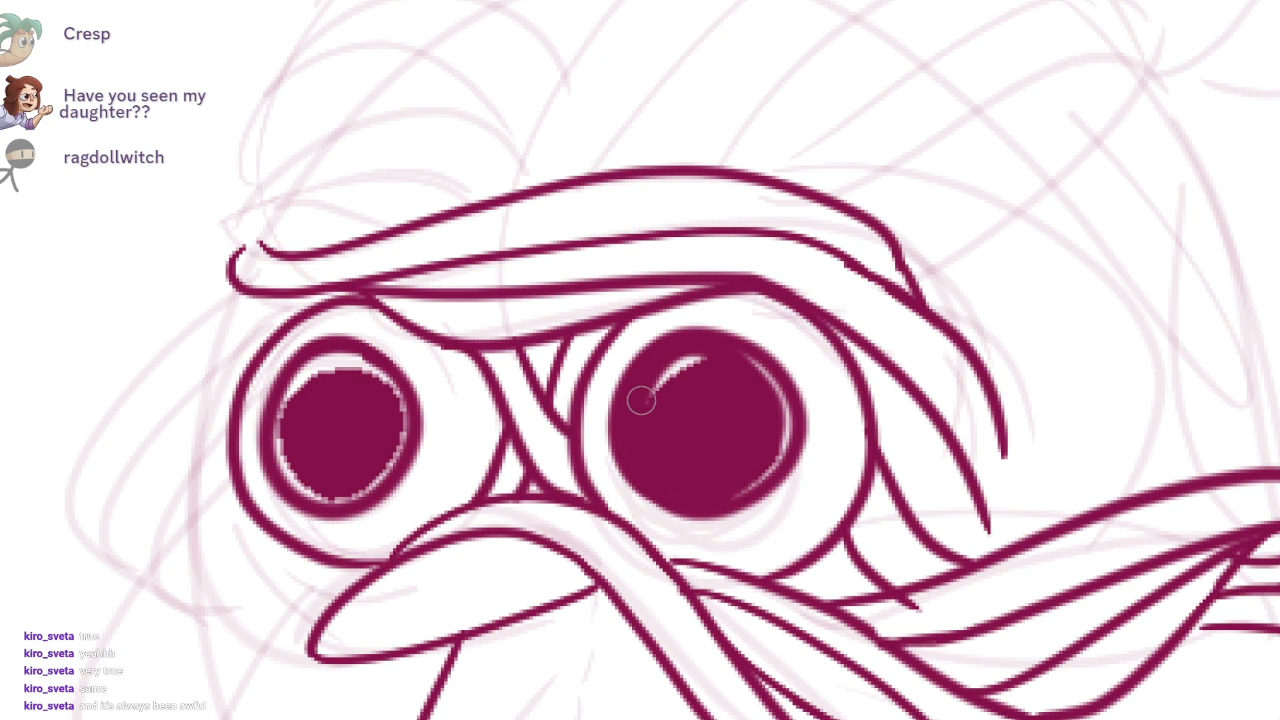 Cresp
Have you seen my
daughter??
ragdollwitch
kiro_sveta true
kiro_sveta yeahhh
kiro_sveta very true
kiro_sveta same
kiro_sveta and it's always been awful